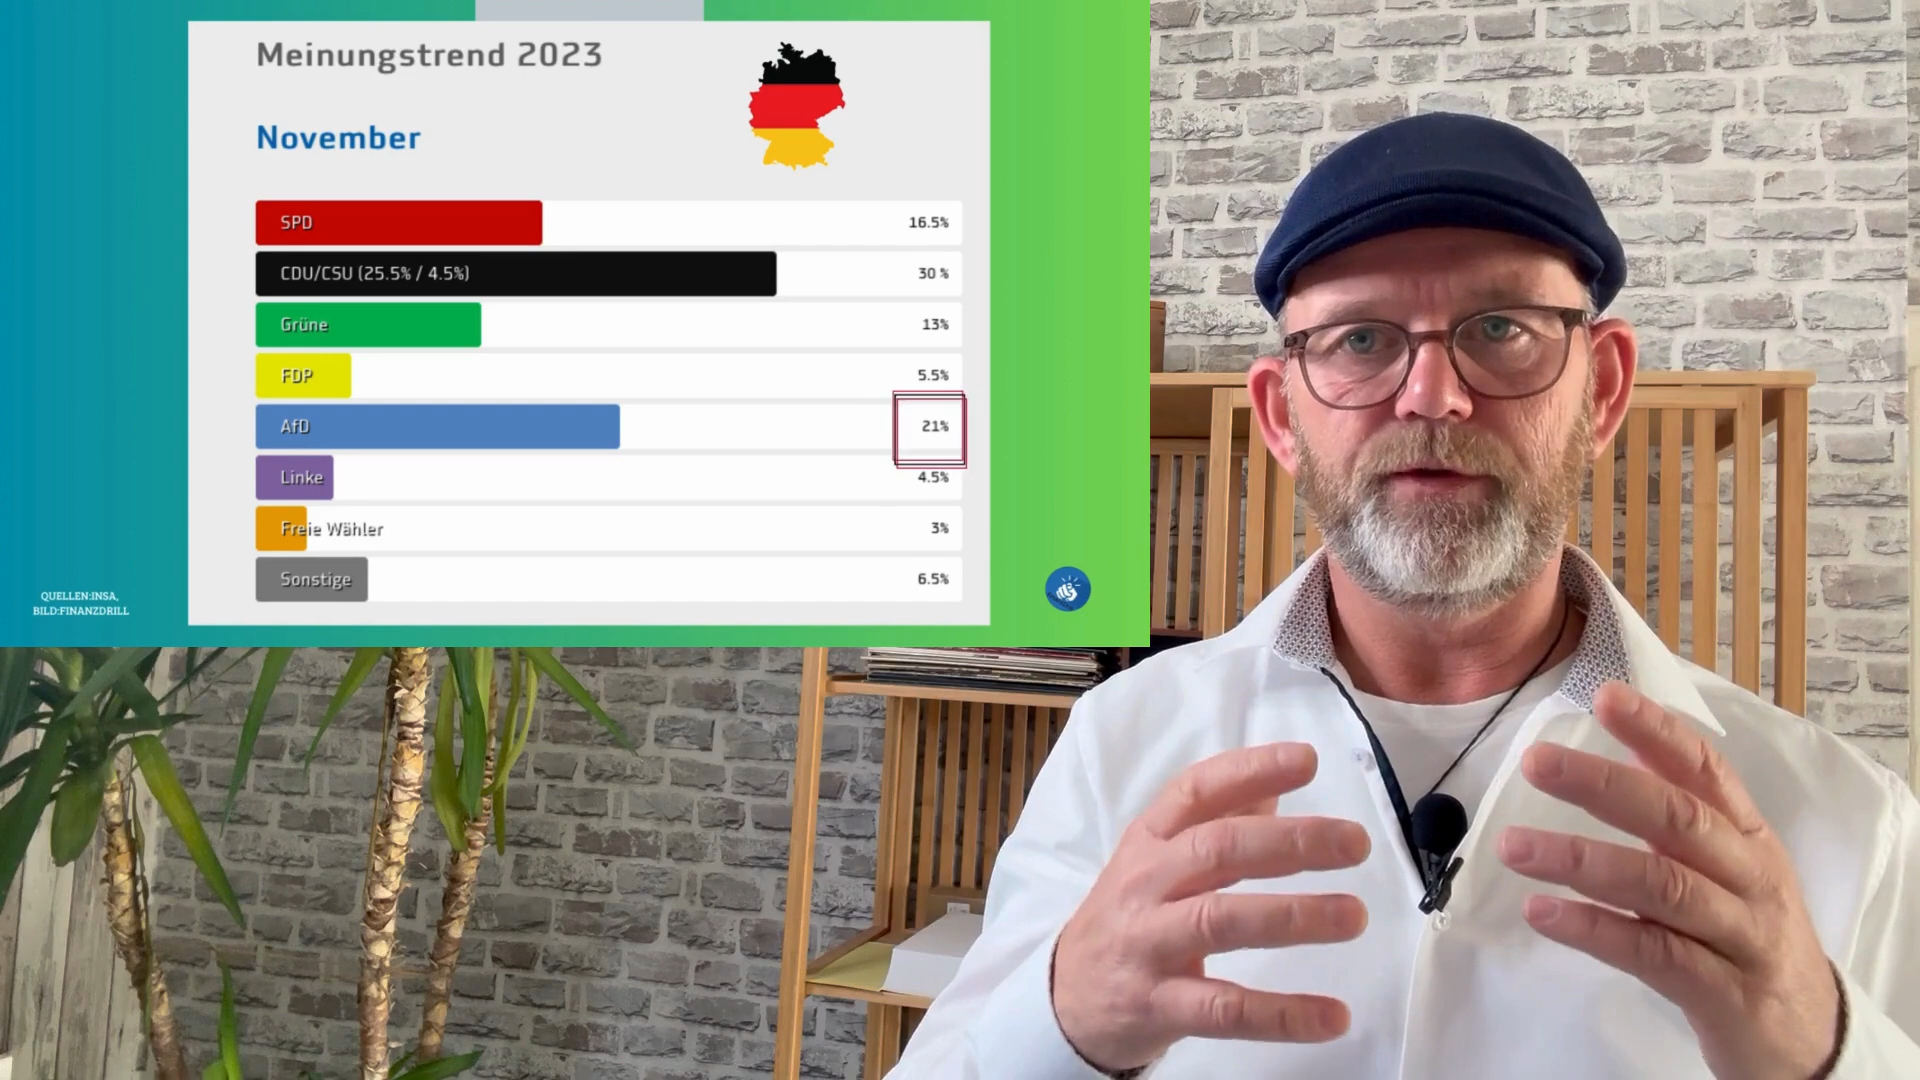 Meinungstrend 2023
November
SPD 16.5%
CDU/CSU (25.5% / 4.5%) 30 %
Grüne 13%
FDP 5.5%
AfD 21%
Linke 4.5%
Freie Wähler 3%
Sonstige 6.5%
QUELLEN:INSA,
BILD:FINANZDRILL